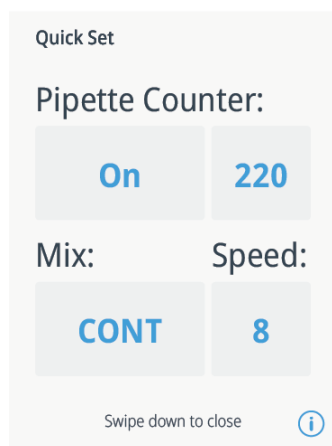 Quick Set
Pipette Counter:
On 220
Mix: Speed:
CONT 8
Swipe down to close
i